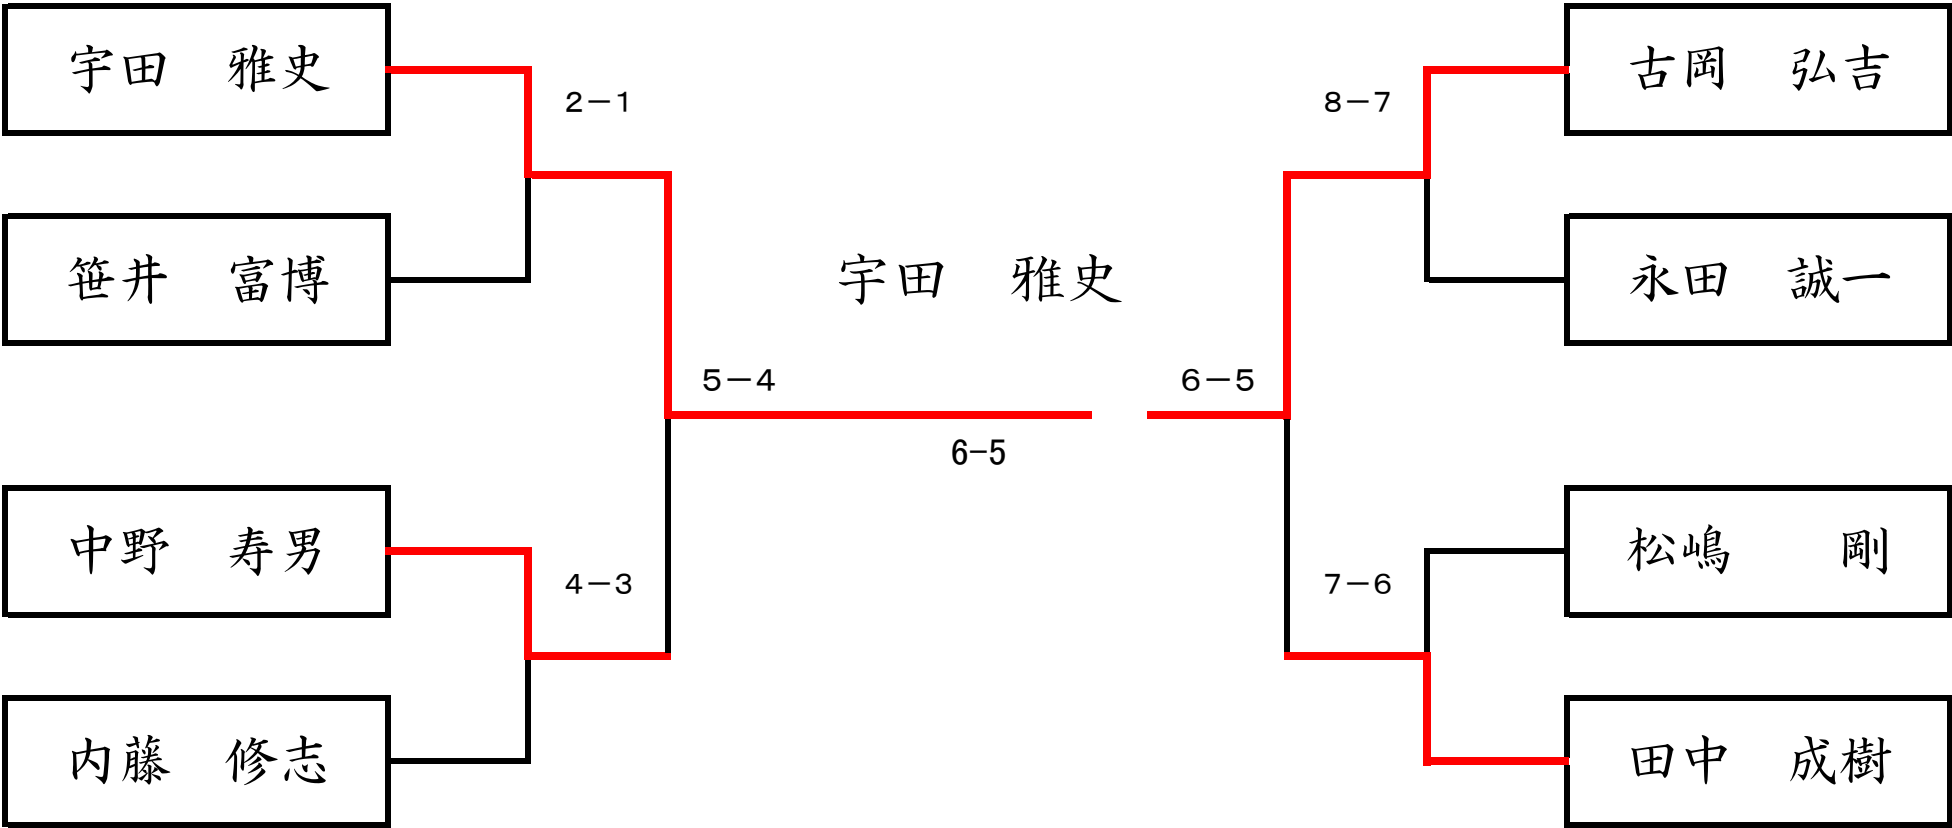 宇田　雅史
2－1
笹井　富博
中野　寿男
4－3
内藤　修志
5－4
宇田　雅史
6-5
6－5
古岡　弘吉
8－7
永田　誠一
松嶋　　剛
7－6
田中　成樹